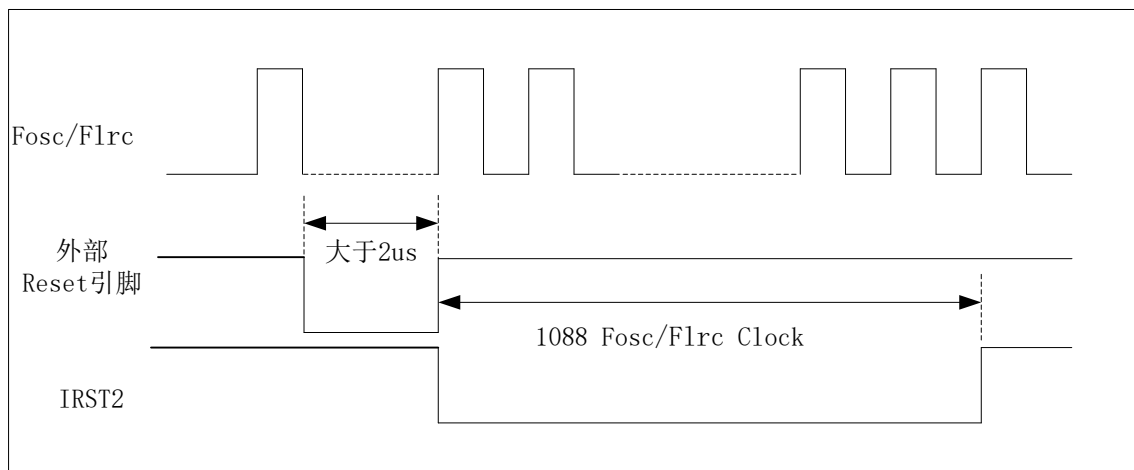 Fosc/Flrc
外部
Reset引脚
大于2us
1088 Fosc/Flrc Clock
IRST2